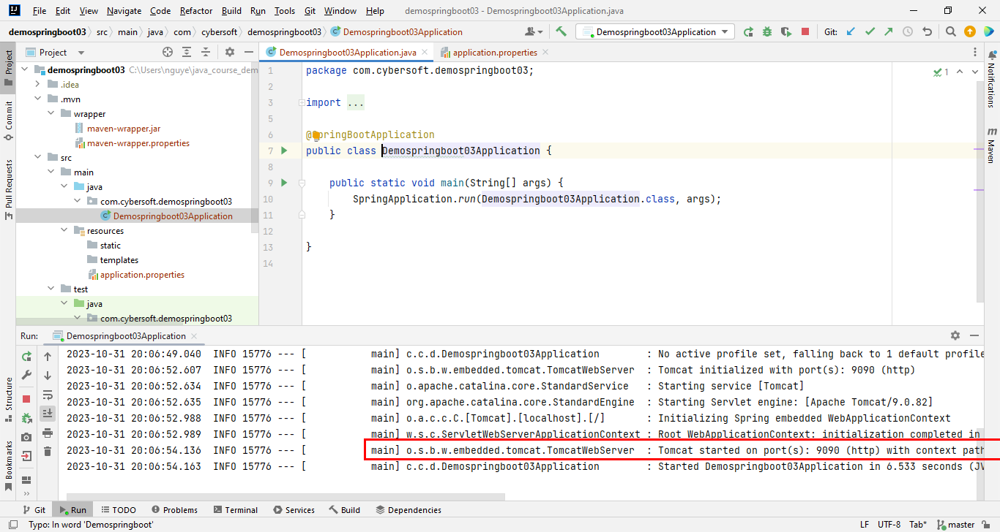 File Edit View Navigate Code Refactor Build Run Tools Git Window Help demospringboot03 - Demospringboot03Application.java
demospringboot03 src main java com cybersoft demospringboot03 Demospringboot03Application Demospringboot03Application Git:
Project
Commit
Pull Requests
Structure
Bookmarks
Project
demospringboot03 C:\Users\nguye\java_course_dem
.idea
.mvn
wrapper
maven-wrapper.jar
maven-wrapper.properties
src
main
java
com.cybersoft.demospringboot03
Demospringboot03Application
resources
static
templates
application.properties
test
java
com.cybersoft.demospringboot03
Demospringboot03Application.java application.properties
1 package com.cybersoft.demospringboot03;
2
3 import ...
5
6 @SpringBootApplication
7 public class Demospringboot03Application {
8
9 public static void main(String[] args) {
10 SpringApplication.run(Demospringboot03Application.class, args);
11 }
12
13 }
14
1
Notifications
Maven
Run: Demospringboot03Application
2023-10-31 20:06:49.040 INFO 15776 --- [ main] c.c.d.Demospringboot03Application : No active profile set, falling back to 1 default profile
2023-10-31 20:06:52.607 INFO 15776 --- [ main] o.s.b.w.embedded.tomcat.TomcatWebServer : Tomcat initialized with port(s): 9090 (http)
2023-10-31 20:06:52.634 INFO 15776 --- [ main] o.apache.catalina.core.StandardService : Starting service [Tomcat]
2023-10-31 20:06:52.635 INFO 15776 --- [ main] org.apache.catalina.core.StandardEngine : Starting Servlet engine: [Apache Tomcat/9.0.82]
2023-10-31 20:06:52.988 INFO 15776 --- [ main] o.a.c.c.C.[Tomcat].[localhost].[/] : Initializing Spring embedded WebApplicationContext
2023-10-31 20:06:52.989 INFO 15776 --- [ main] w.s.c.ServletWebServerApplicationContext : Root WebApplicationContext: initialization completed in
2023-10-31 20:06:54.136 INFO 15776 --- [ main] o.s.b.w.embedded.tomcat.TomcatWebServer : Tomcat started on port(s): 9090 (http) with context path
2023-10-31 20:06:54.163 INFO 15776 --- [ main] c.c.d.Demospringboot03Application : Started Demospringboot03Application in 6.533 seconds (JV
Git Run TODO Problems Terminal Services Build Dependencies
Typo: In word 'Demospringboot' LF UTF-8 Tab* master